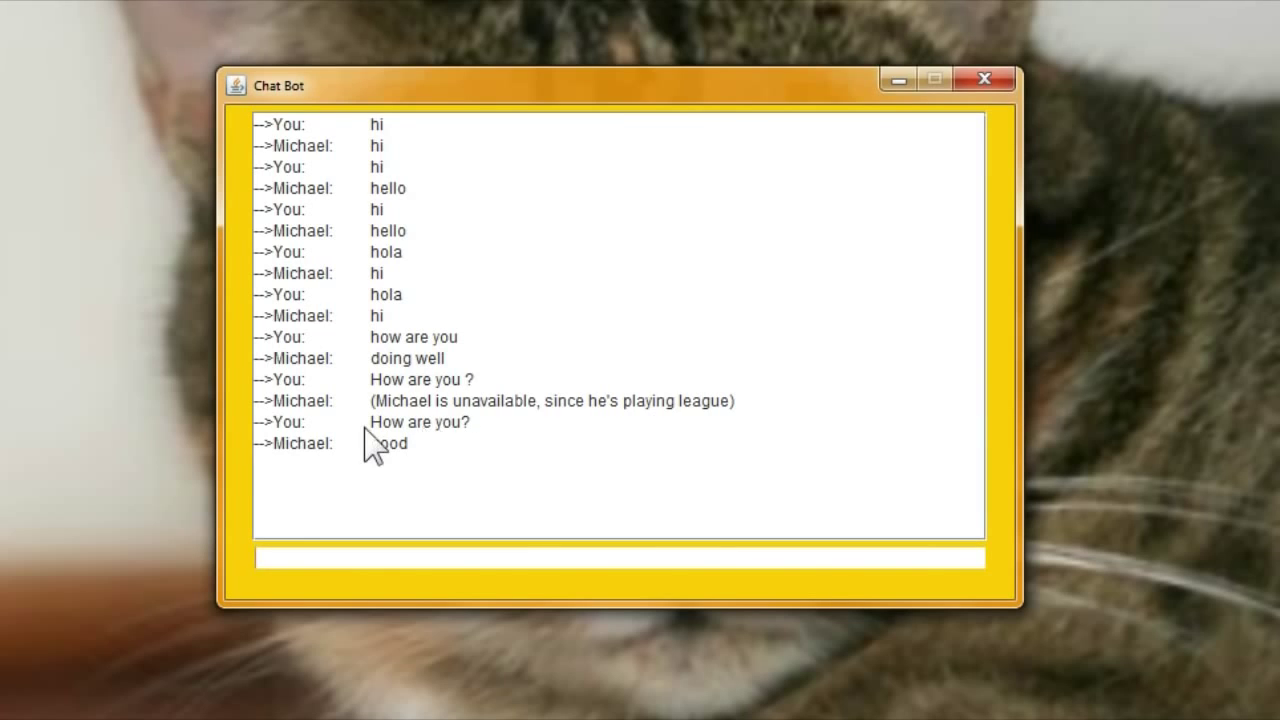 Chat Bot
-->You: hi
-->Michael: hi
-->You: hi
-->Michael: hello
-->You: hi
-->Michael: hello
-->You: hola
-->Michael: hi
-->You: hola
-->Michael: hi
-->You: how are you
-->Michael: doing well
-->You: How are you ?
-->Michael: (Michael is unavailable, since he's playing league)
-->You: How are you?
-->Michael: